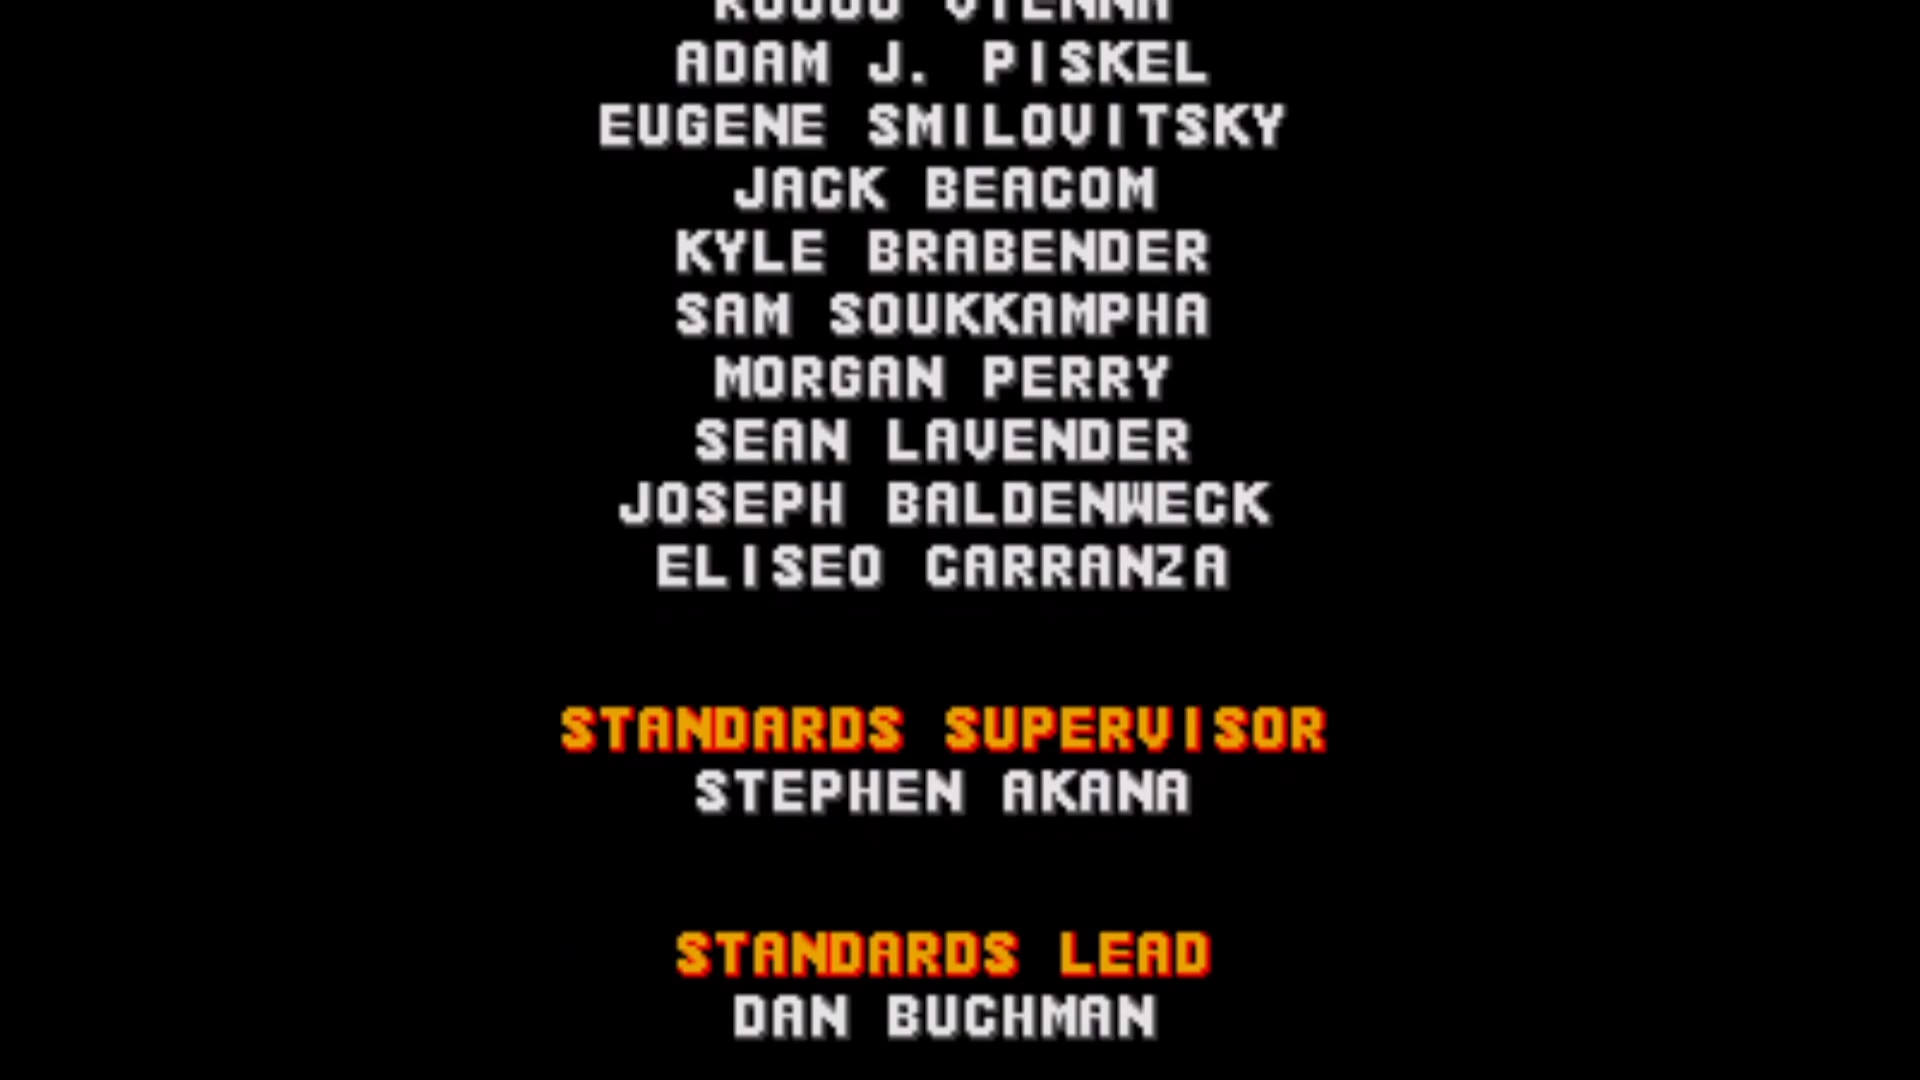 VIENNA
ADAM J. PISKEL
EUGENE SMILOVITSKY
JACK BEACOM
KYLE BRABENDER
SAM SOUKKAMPHA
MORGAN PERRY
SEAN LAVENDER
JOSEPH BALDENWECK
ELISEO CARRANZA
STANDARDS SUPERVISOR
STEPHEN AKANA
STANDARDS LEAD
DAN BUCHMAN